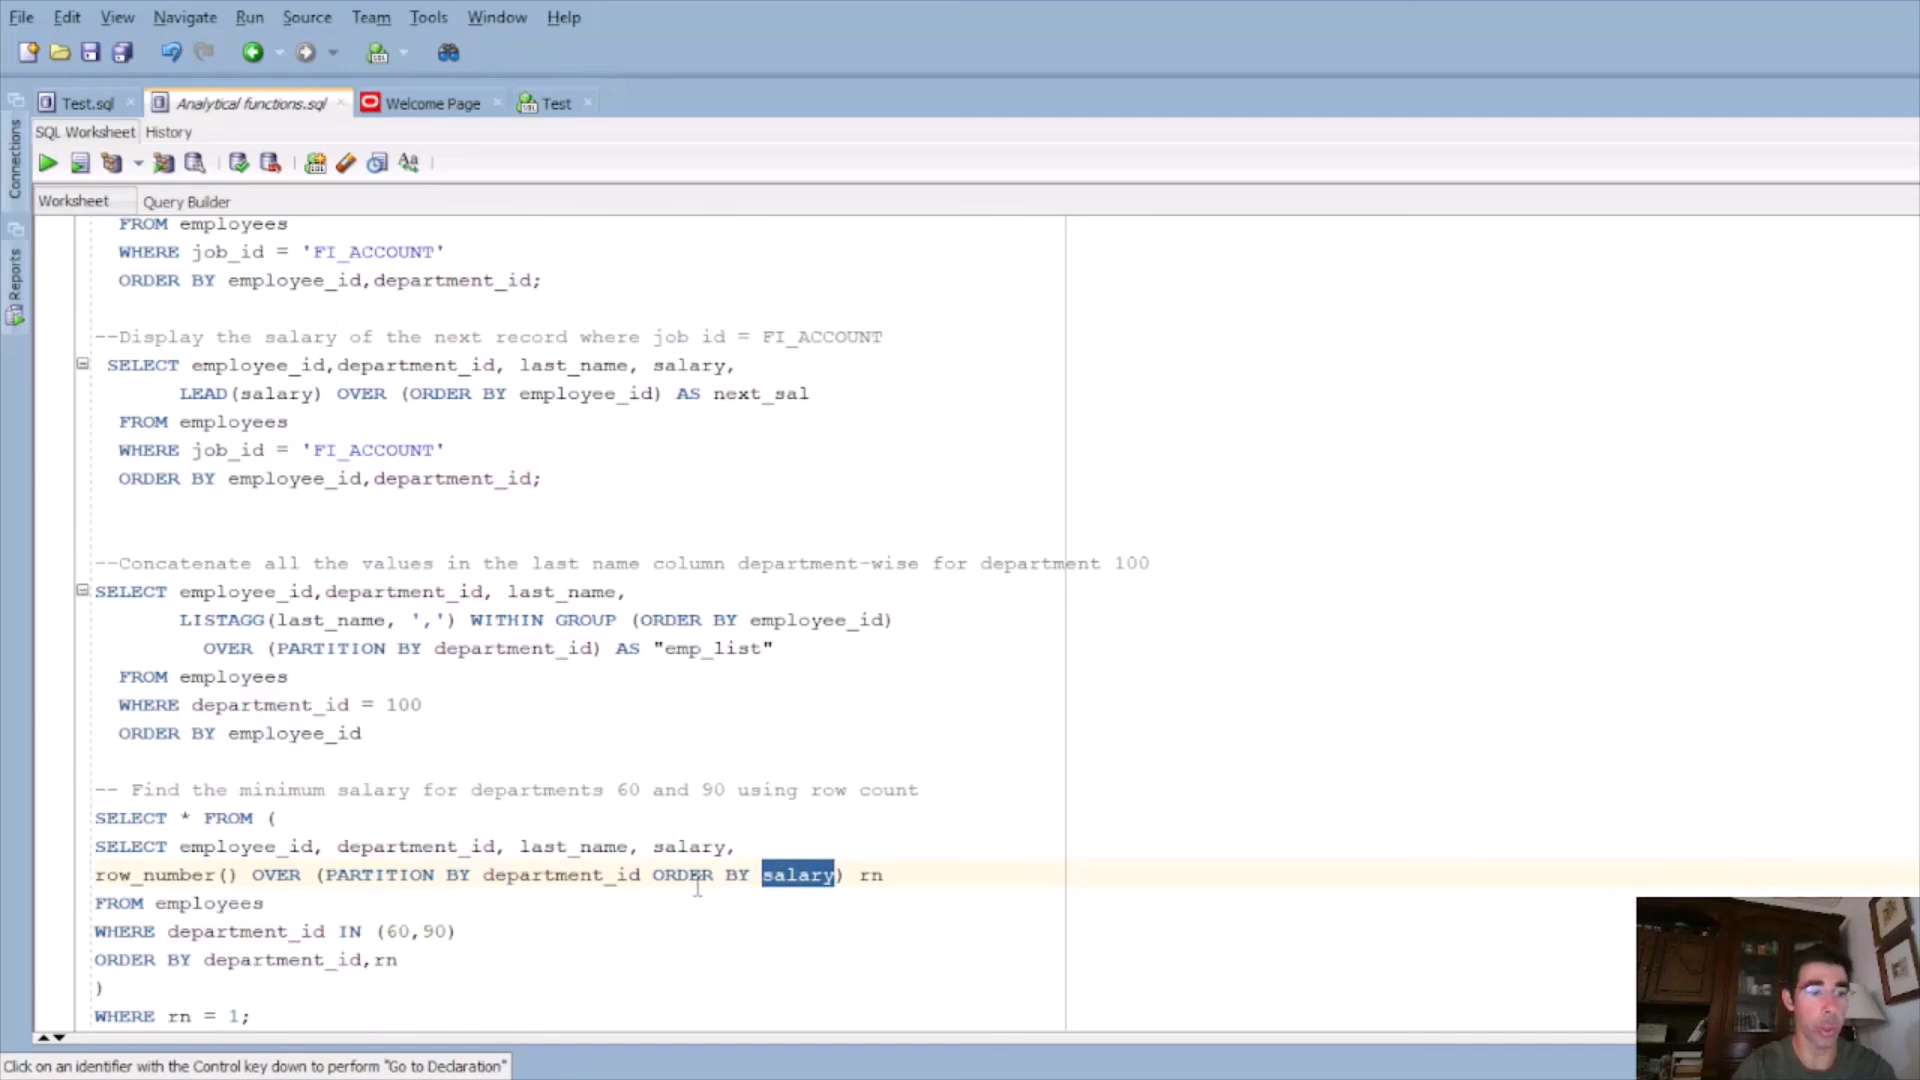 File Edit View Navigate Run Source Team Tools Window Help
Test.sql Analytical functions.sql Welcome Page Test
SQL Worksheet History
Worksheet Query Builder
Connections
Reports
FROM employees
WHERE job_id = 'FI_ACCOUNT'
ORDER BY employee_id,department_id;
--Display the salary of the next record where job id = FI_ACCOUNT
SELECT employee_id,department_id, last_name, salary,
LEAD(salary) OVER (ORDER BY employee_id) AS next_sal
FROM employees
WHERE job_id = 'FI_ACCOUNT'
ORDER BY employee_id,department_id;
--Concatenate all the values in the last name column department-wise for department 100
SELECT employee_id,department_id, last_name,
LISTAGG(last_name, ',') WITHIN GROUP (ORDER BY employee_id)
OVER (PARTITION BY department_id) AS "emp_list"
FROM employees
WHERE department_id = 100
ORDER BY employee_id
-- Find the minimum salary for departments 60 and 90 using row count
SELECT * FROM (
SELECT employee_id, department_id, last_name, salary,
row_number() OVER (PARTITION BY department_id ORDER BY salary) rn
FROM employees
WHERE department_id IN (60,90)
ORDER BY department_id,rn
)
WHERE rn = 1;
Click on an identifier with the Control key down to perform "Go to Declaration"